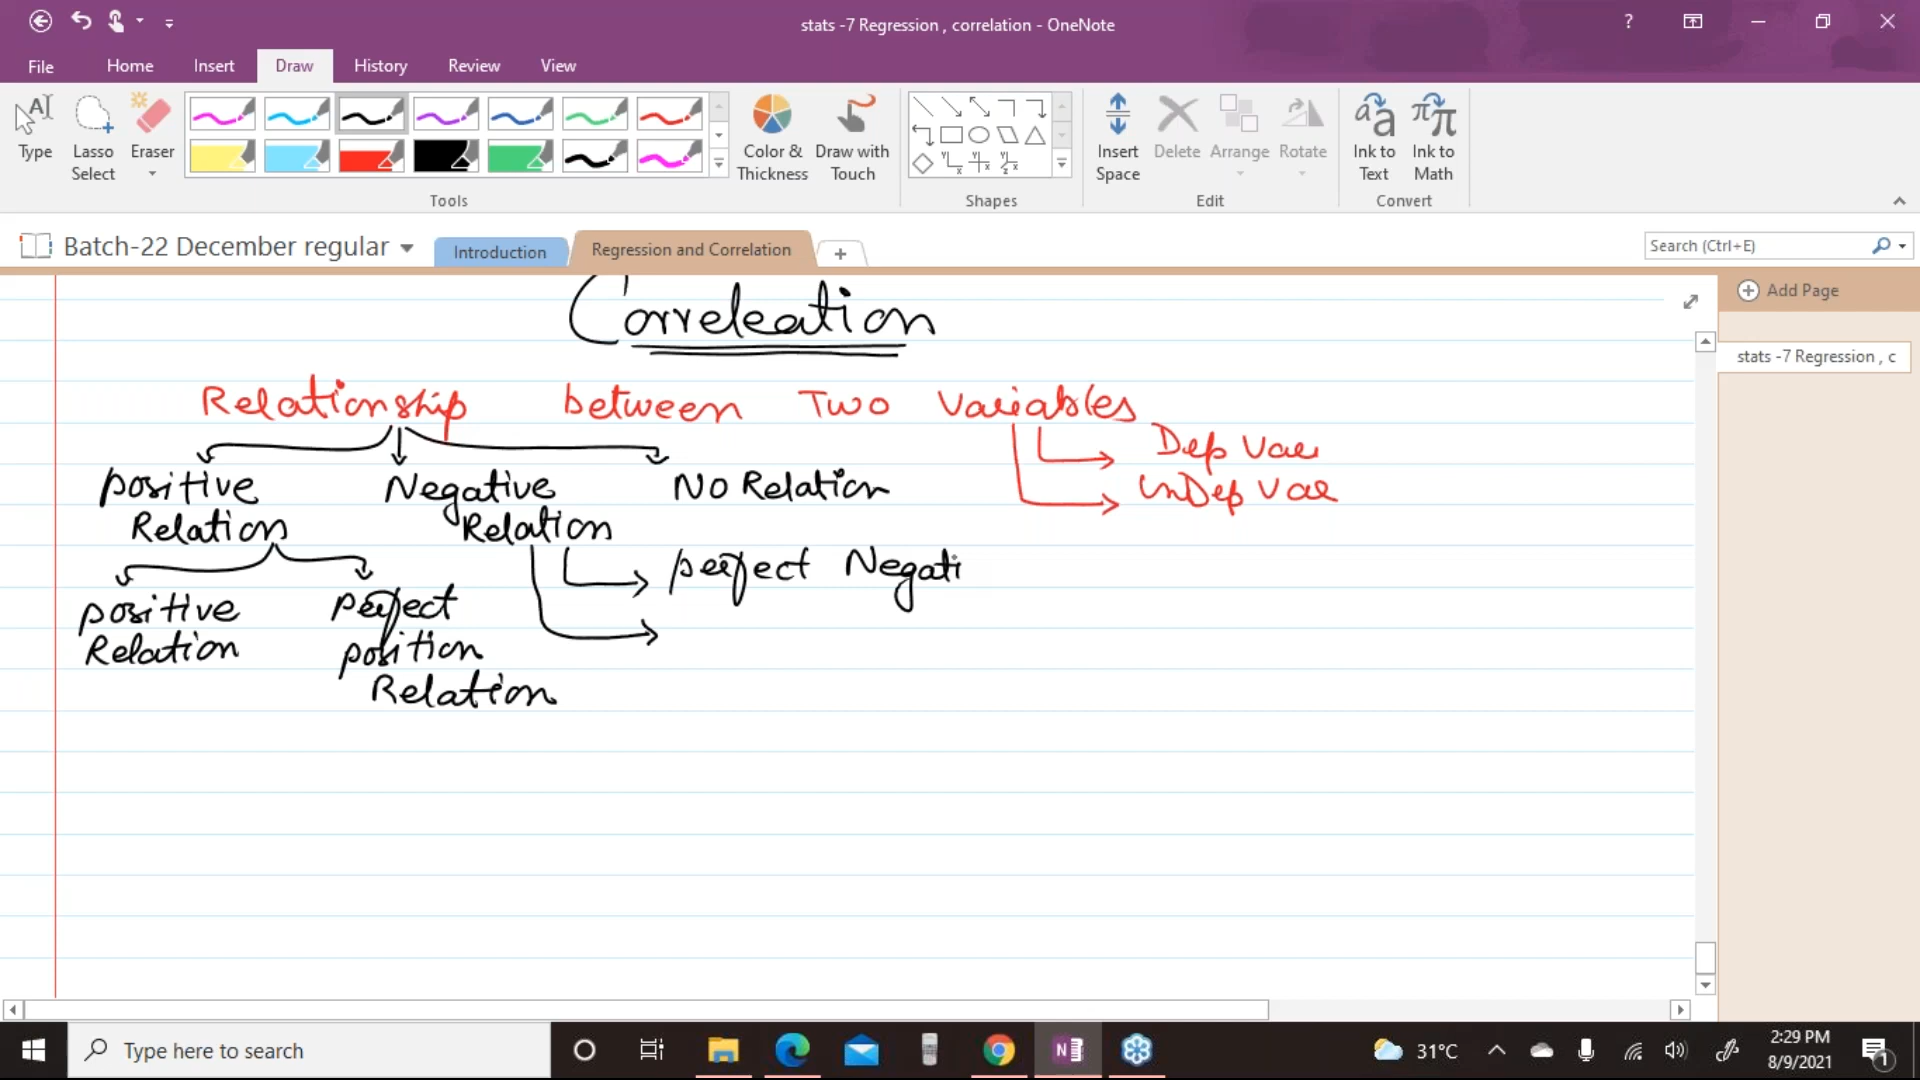 stats -7 Regression , correlation - OneNote
?
File Home Insert Draw History Review View
Type
Lasso Select
Eraser
Color & Thickness
Draw with Touch
Insert Space
Delete
Arrange
Rotate
Ink to Text
Ink to Math
Tools
Shapes
Edit
Convert
Batch-22 December regular
Introduction
Regression and Correlation
+
Search (Ctrl+E)
Add Page
stats -7 Regression , c
Correleation
Relationship between Two Variables
Dep Var
InDep Var
positive Relation
Negative Relation
No Relation
positive Relation
perfect position Relation
perfect Negati
Type here to search
31°C
2:29 PM
8/9/2021
1